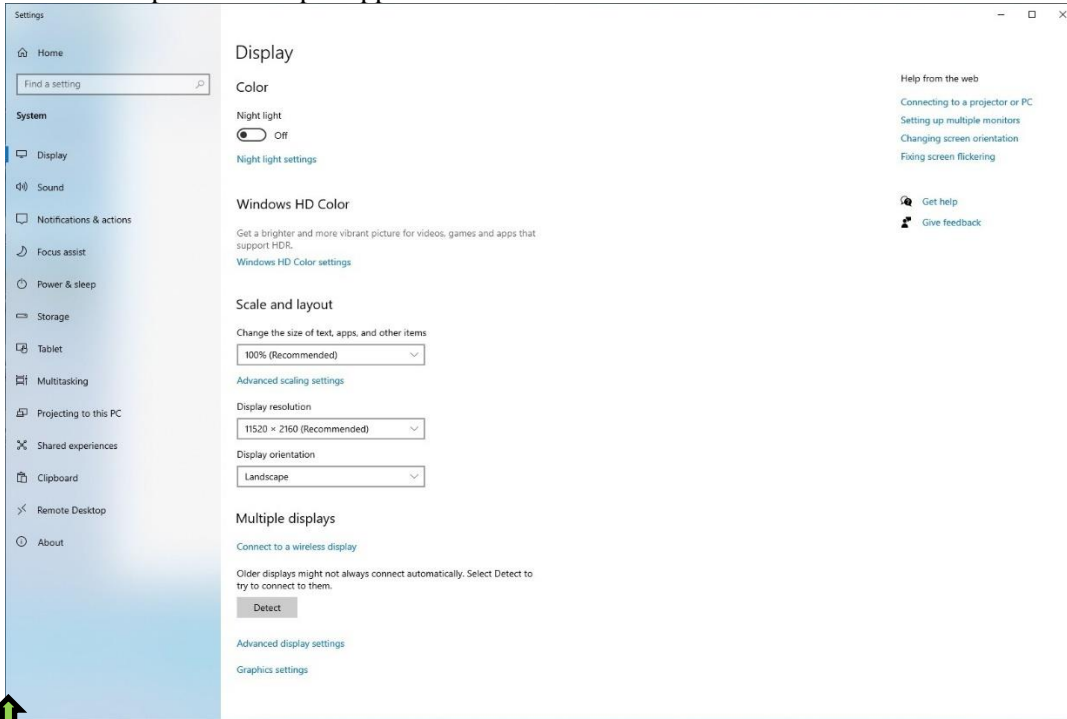 Settings
Home
Find a setting
System
Display
Sound
Notifications & actions
Focus assist
Power & sleep
Storage
Tablet
Multitasking
Projecting to this PC
Shared experiences
Clipboard
Remote Desktop
About
Display
Color
Night light
Off
Night light settings
Windows HD Color
Get a brighter and more vibrant picture for videos, games and apps that
support HDR.
Windows HD Color settings
Scale and layout
Change the size of text, apps, and other items
100% (Recommended)
Advanced scaling settings
Display resolution
11520 × 2160 (Recommended)
Display orientation
Landscape
Multiple displays
Connect to a wireless display
Older displays might not always connect automatically. Select Detect to
try to connect to them.
Detect
Advanced display settings
Graphics settings
Help from the web
Connecting to a projector or PC
Setting up multiple monitors
Changing screen orientation
Fixing screen flickering
Get help
Give feedback